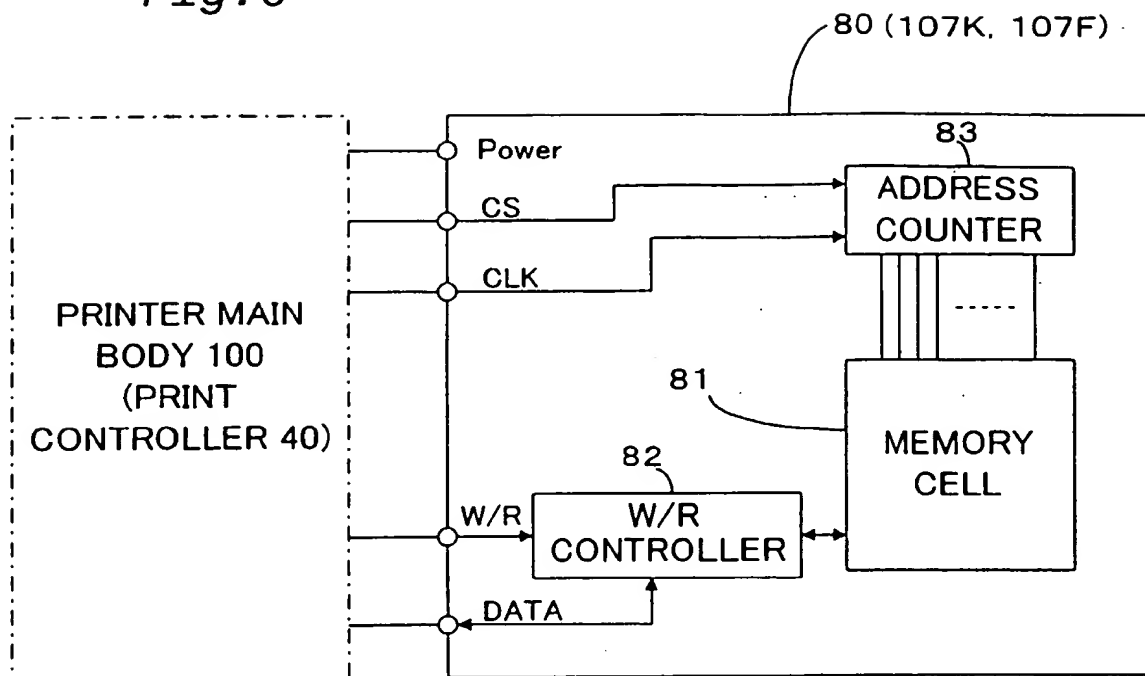 80 (107K, 107F)
Power
CS
CLK
83
ADDRESS
COUNTER
PRINTER MAIN
BODY 100
(PRINT
CONTROLLER 40)
81
MEMORY
CELL
82
W/R
W/R
CONTROLLER
DATA